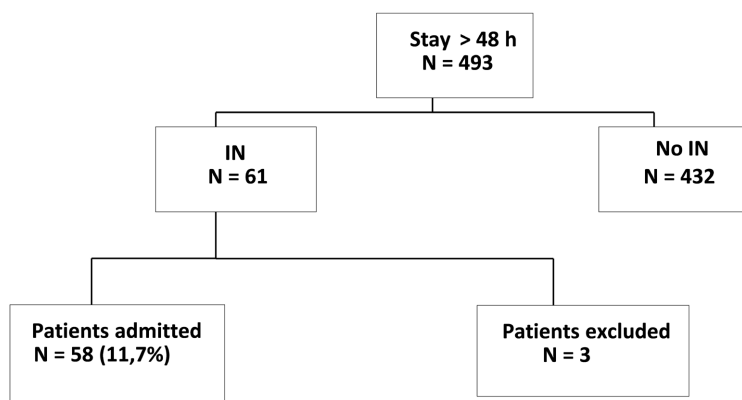 Stay > 48 h
N = 493
IN
N = 61
No IN
N = 432
Patients admitted
N = 58 (11,7%)
Patients excluded
N = 3